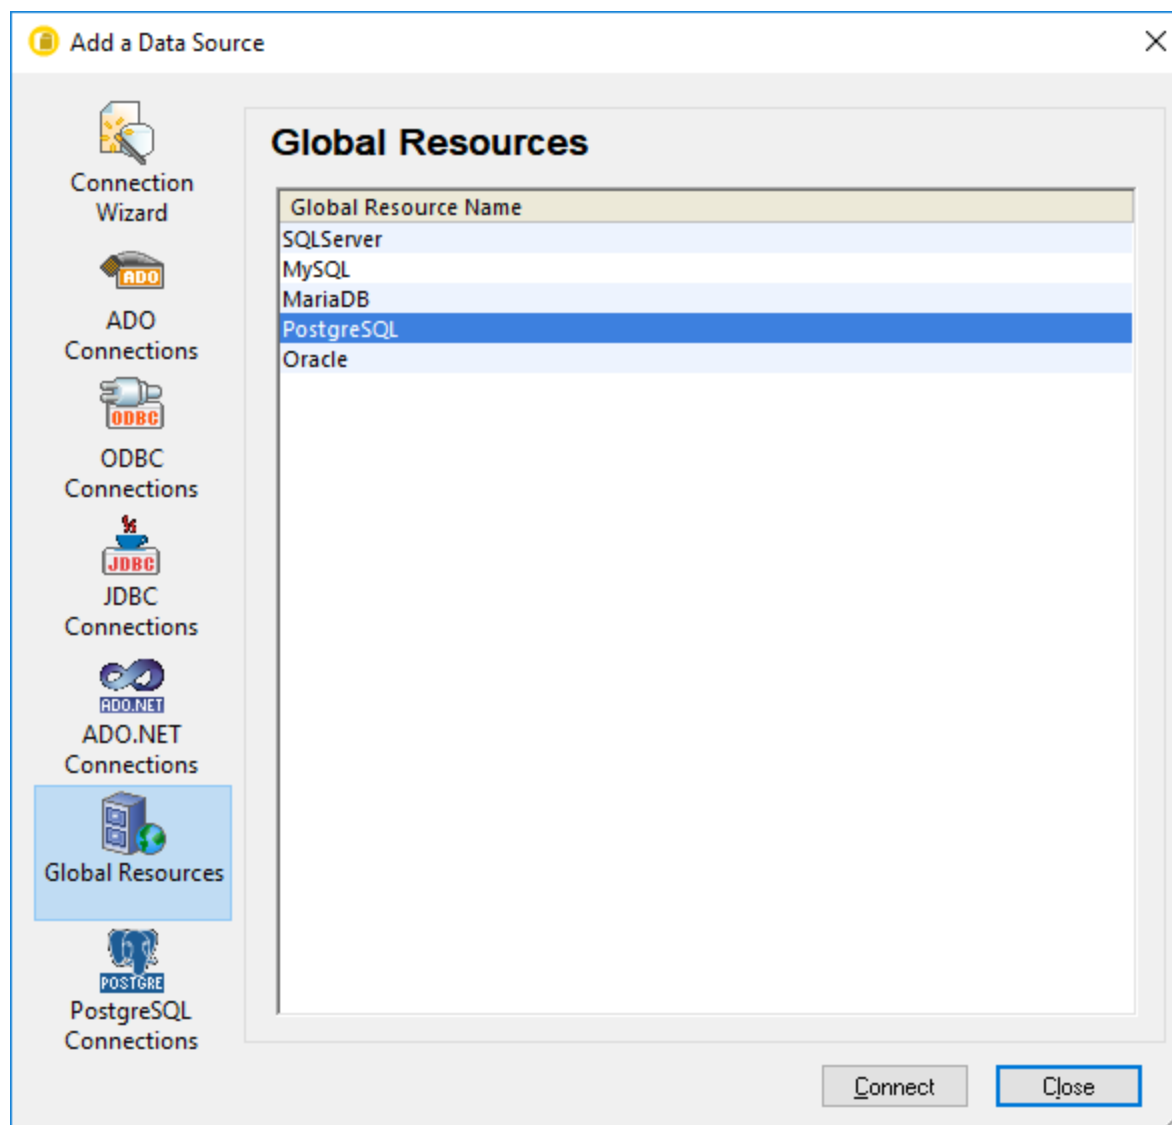 Add a Data Source
Connection
Wizard
ADO
ADO
Connections
ODBC
ODBC
Connections
JDBC
JDBC
Connections
ADO.NET
ADO.NET
Connections
Global Resources
POSTGRE
PostgreSQL
Connections
Global Resources
Global Resource Name
SQLServer
MySQL
MariaDB
PostgreSQL
Oracle
Connect
Close